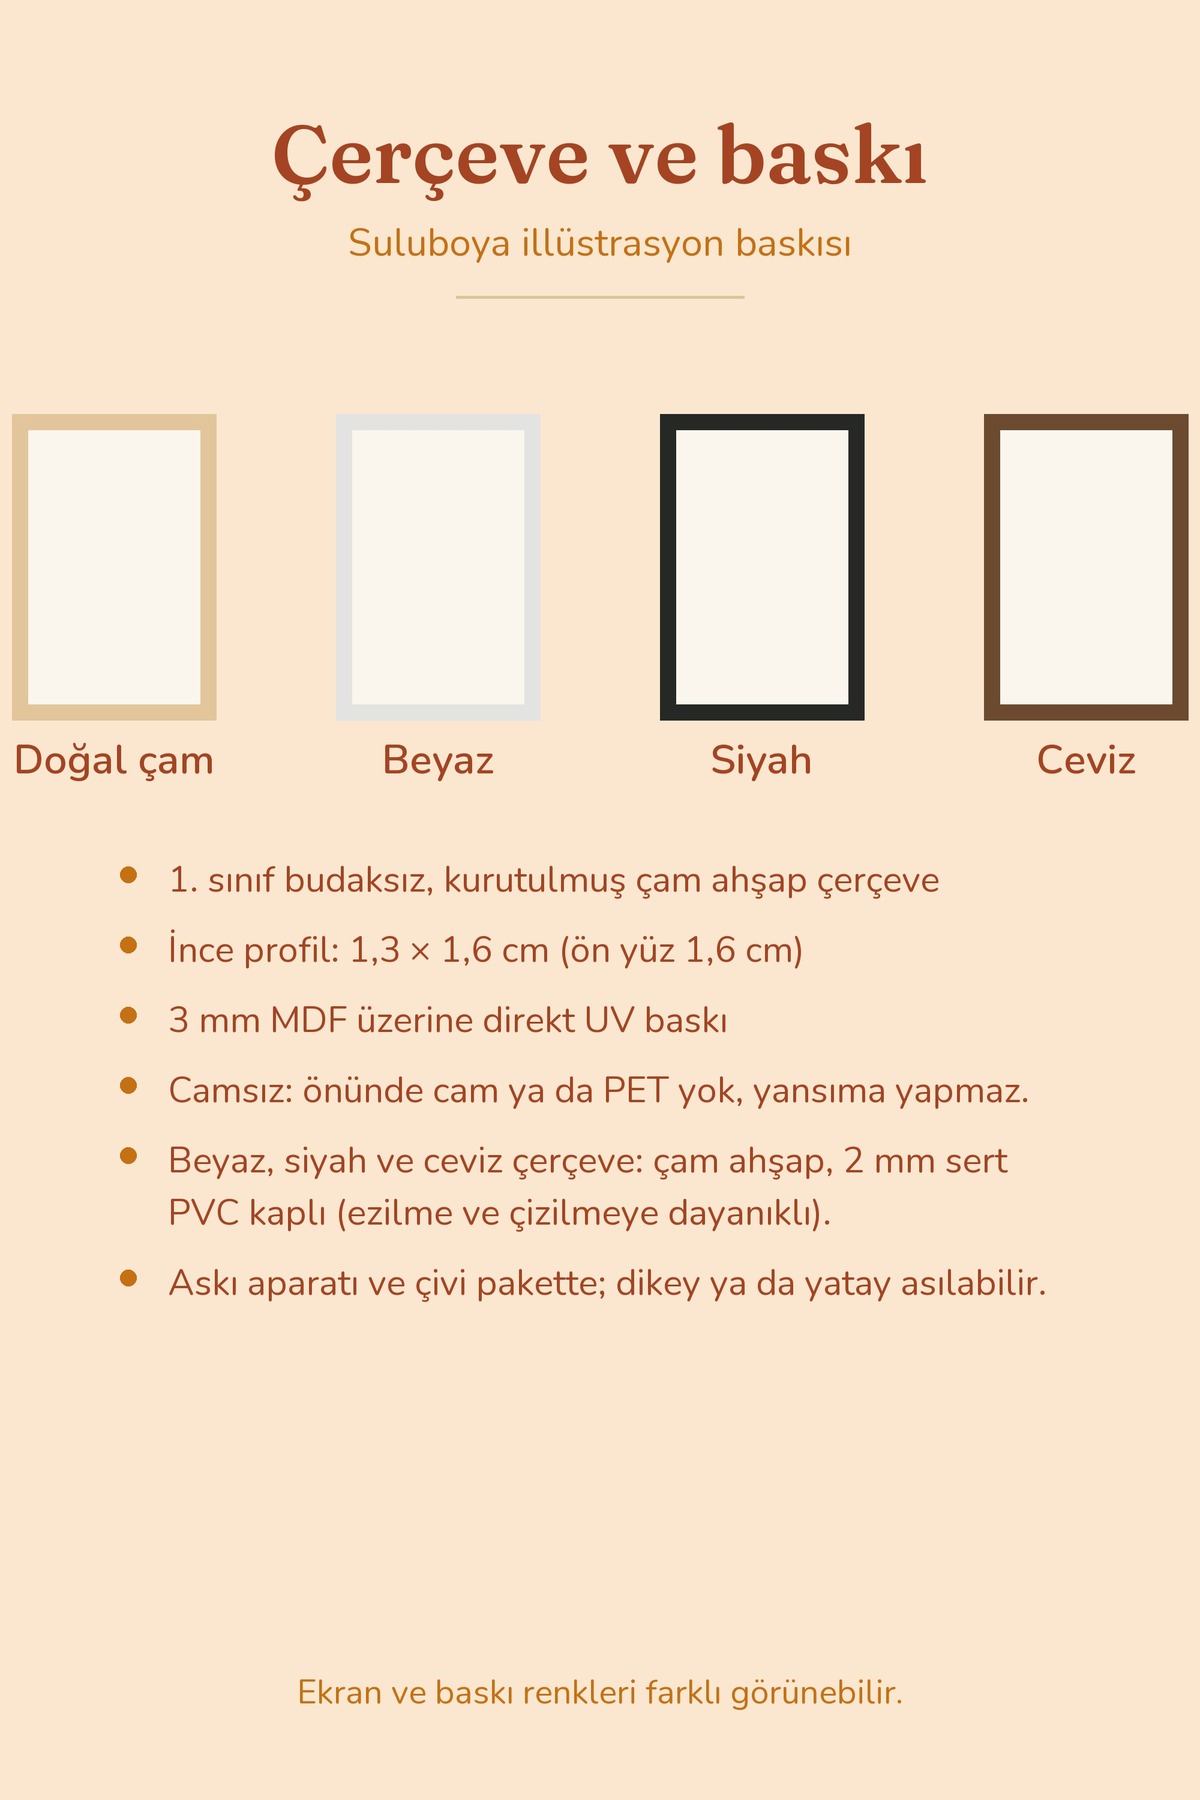 Çerçeve ve baskı
Suluboya illüstrasyon baskısı
Doğal çam
Beyaz
Siyah
Ceviz
1. sınıf budaksız, kurutulmuş çam ahşap çerçeve
İnce profil: 1,3 × 1,6 cm (ön yüz 1,6 cm)
3 mm MDF üzerine direkt UV baskı
Camsız: önünde cam ya da PET yok, yansıma yapmaz.
Beyaz, siyah ve ceviz çerçeve: çam ahşap, 2 mm sert
PVC kaplı (ezilme ve çizilmeye dayanıklı).
Askı aparatı ve çivi pakette; dikey ya da yatay asılabilir.
Ekran ve baskı renkleri farklı görünebilir.